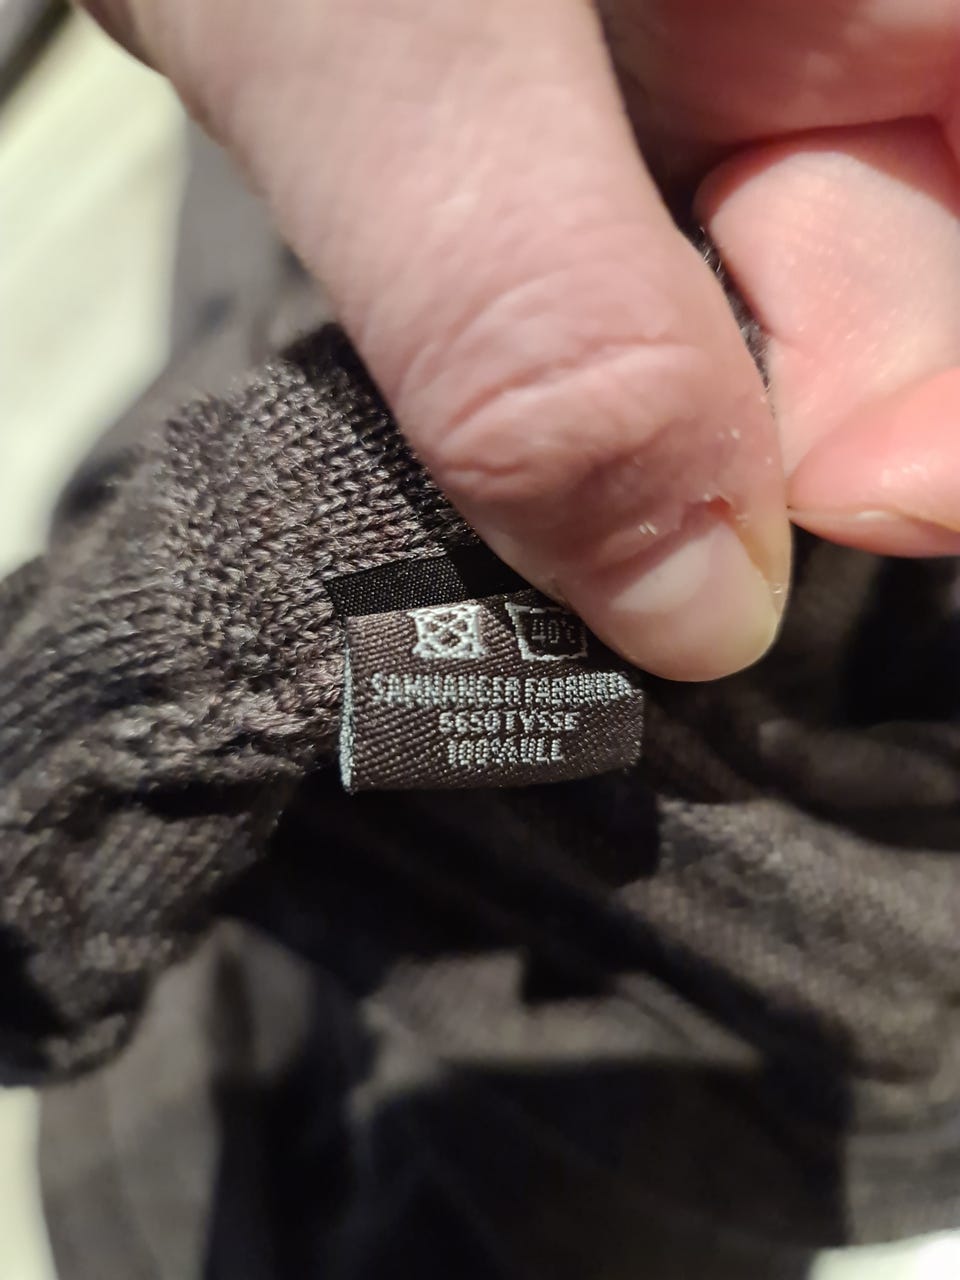 40°C
SAMNANGER FABRIKKER
5650 TYSSE
100% ULL